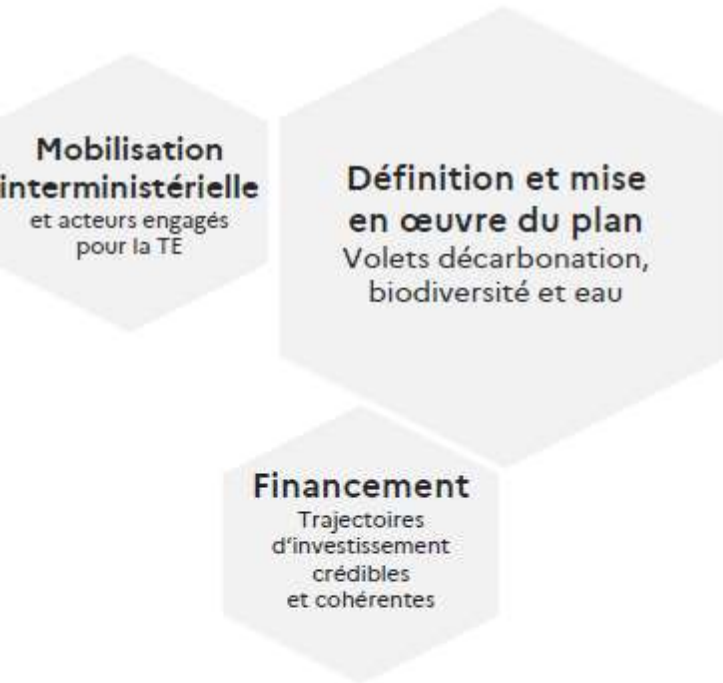 Mobilisation
interministérielle
et acteurs engagés
pour la TE
Définition et mise
en œuvre du plan
Volets décarbonation,
biodiversité et eau
Financement
Trajectoires
d'investissement
crédibles
et cohérentes